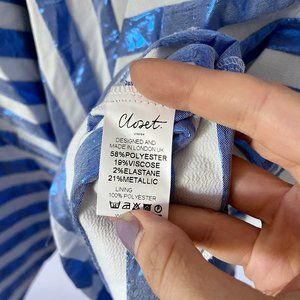 Closet.
LONDON
DESIGNED AND
MADE IN LONDON UK
58%POLYESTER
19%VISCOSE
2%ELASTANE
21%METALLIC
LINING
100% POLYESTER